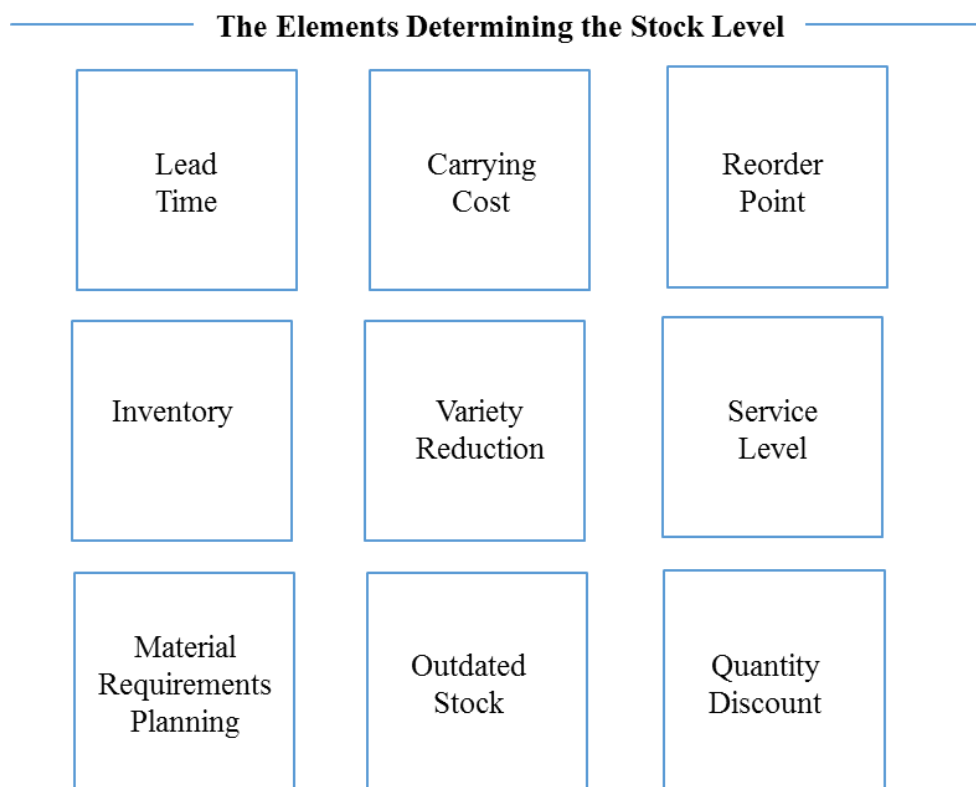 The Elements Determining the Stock Level
Lead
Time
Carrying
Cost
Reorder
Point
Inventory
Variety
Reduction
Service
Level
Material
Requirements
Planning
Outdated
Stock
Quantity
Discount